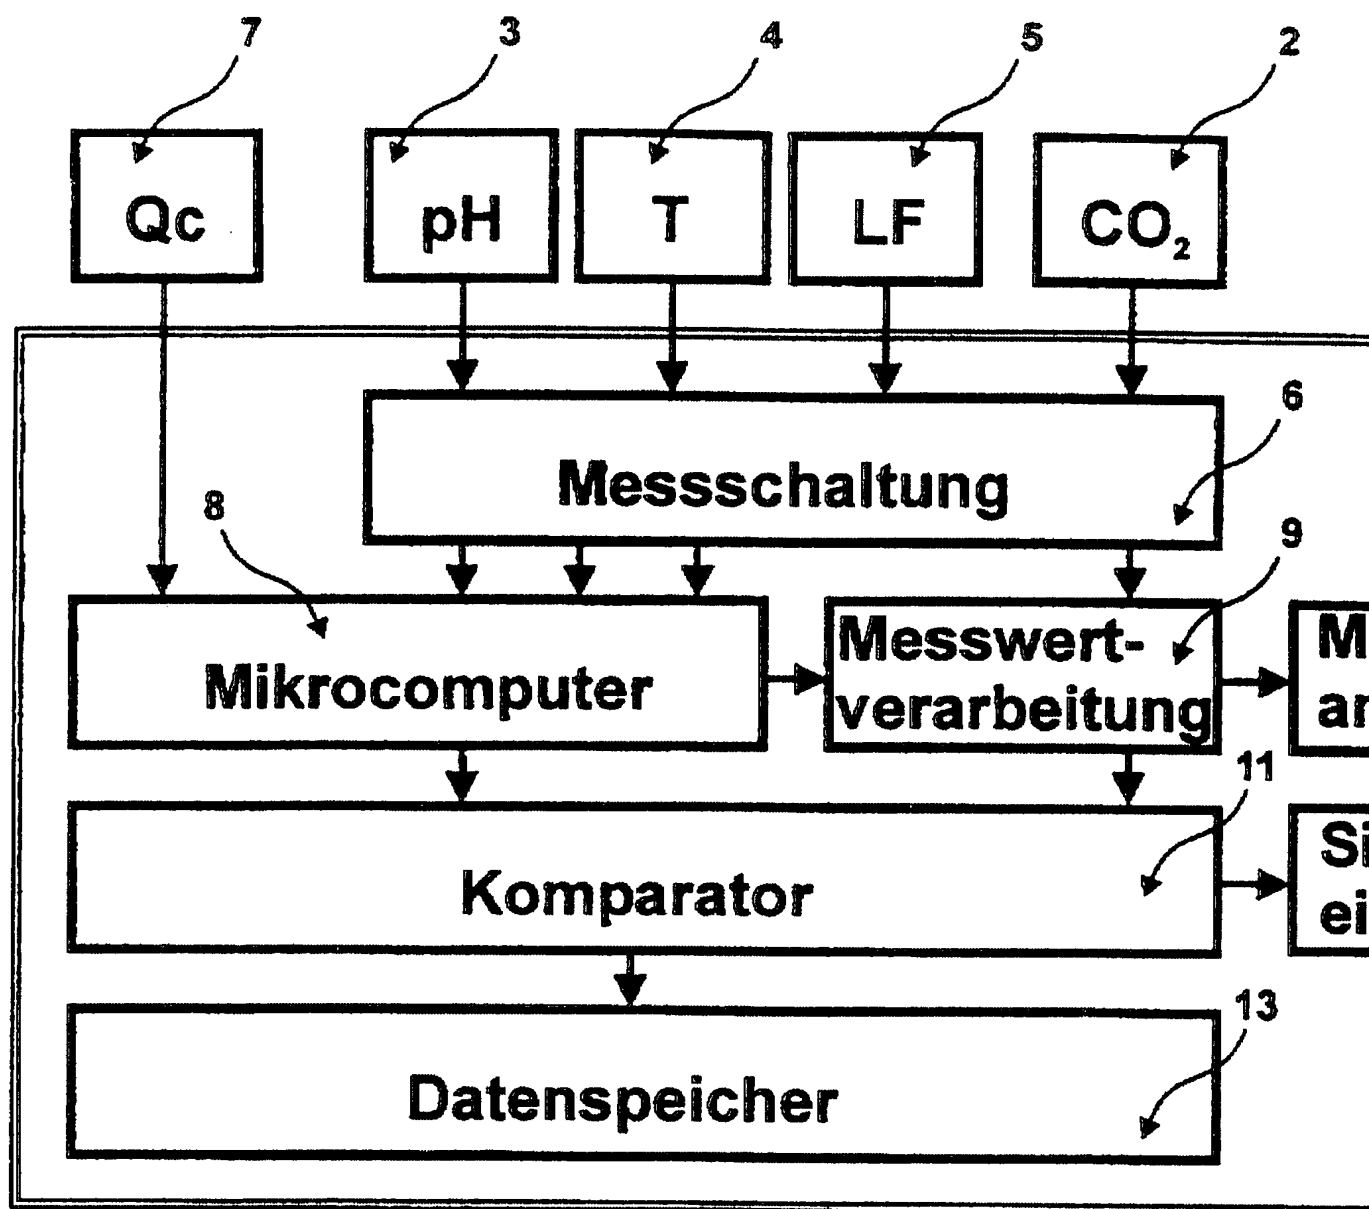 7 3 4 5 2
Qc pH T LF CO₂
6
Messschaltung
8 9
Messwert-
verarbeitung
Mikrocomputer
11
Komparator
13
Datenspeicher